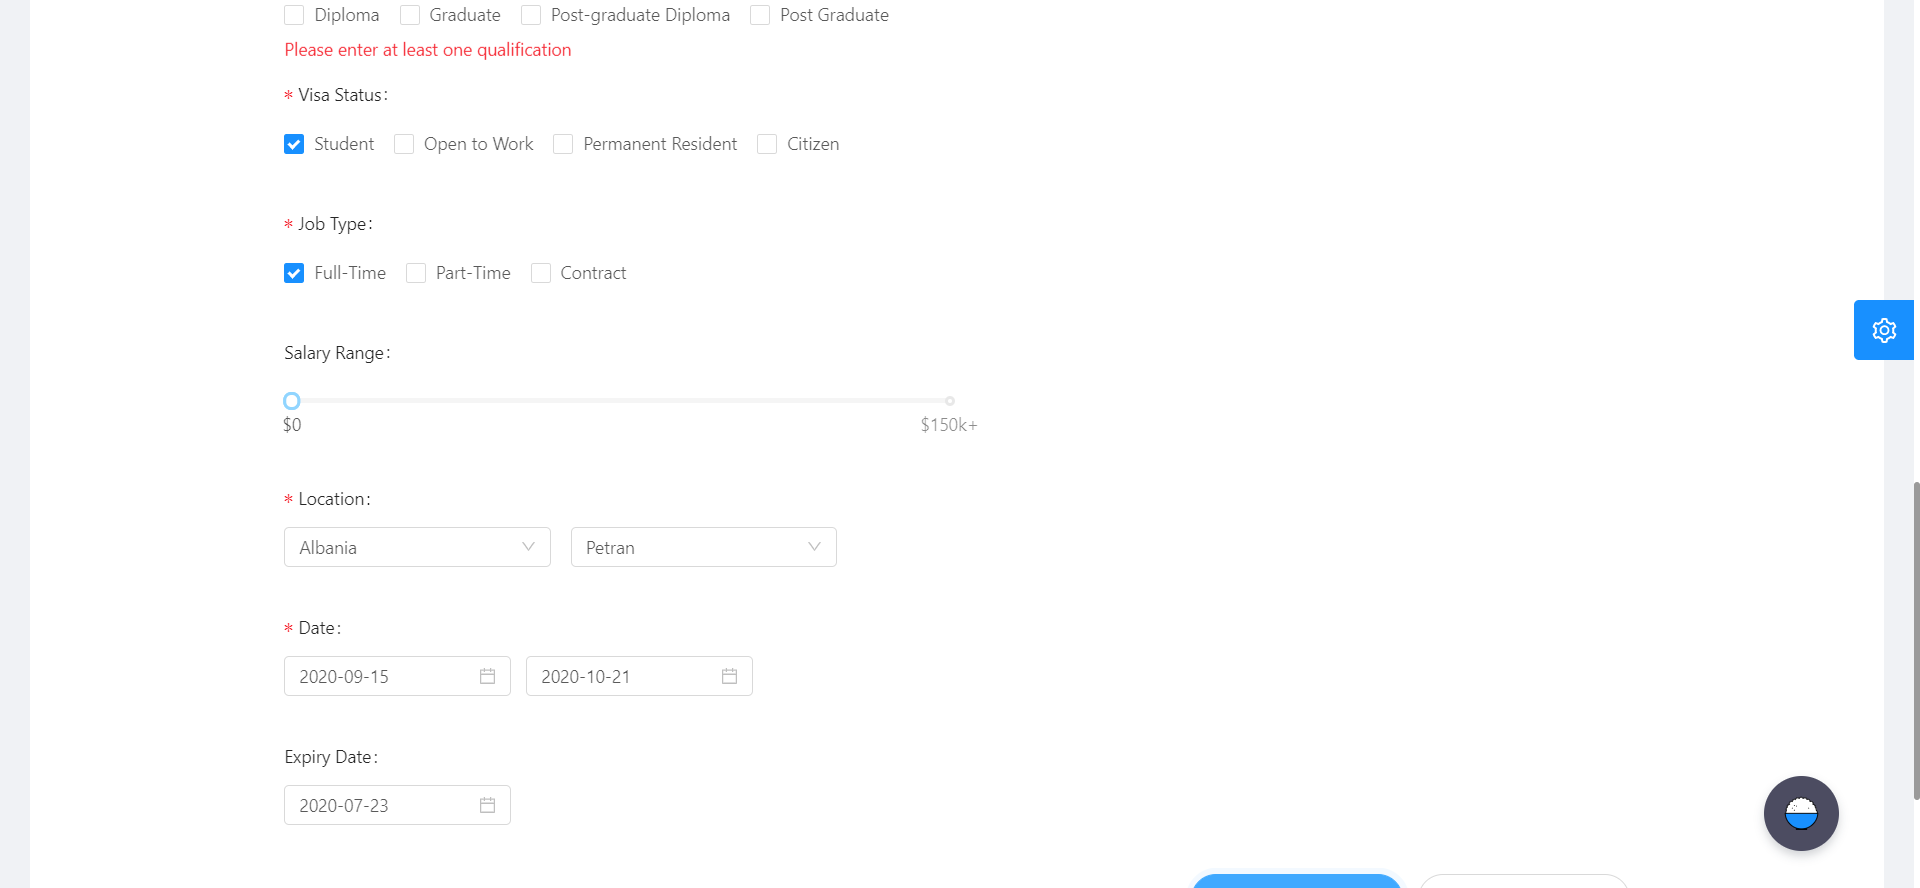 Diploma Graduate Post-graduate Diploma Post Graduate
Please enter at least one qualification
* Visa Status:
Student Open to Work Permanent Resident Citizen
* Job Type:
Full-Time Part-Time Contract
Salary Range:
$0 $150k+
* Location:
Albania Petran
* Date:
2020-09-15 2020-10-21
Expiry Date:
2020-07-23